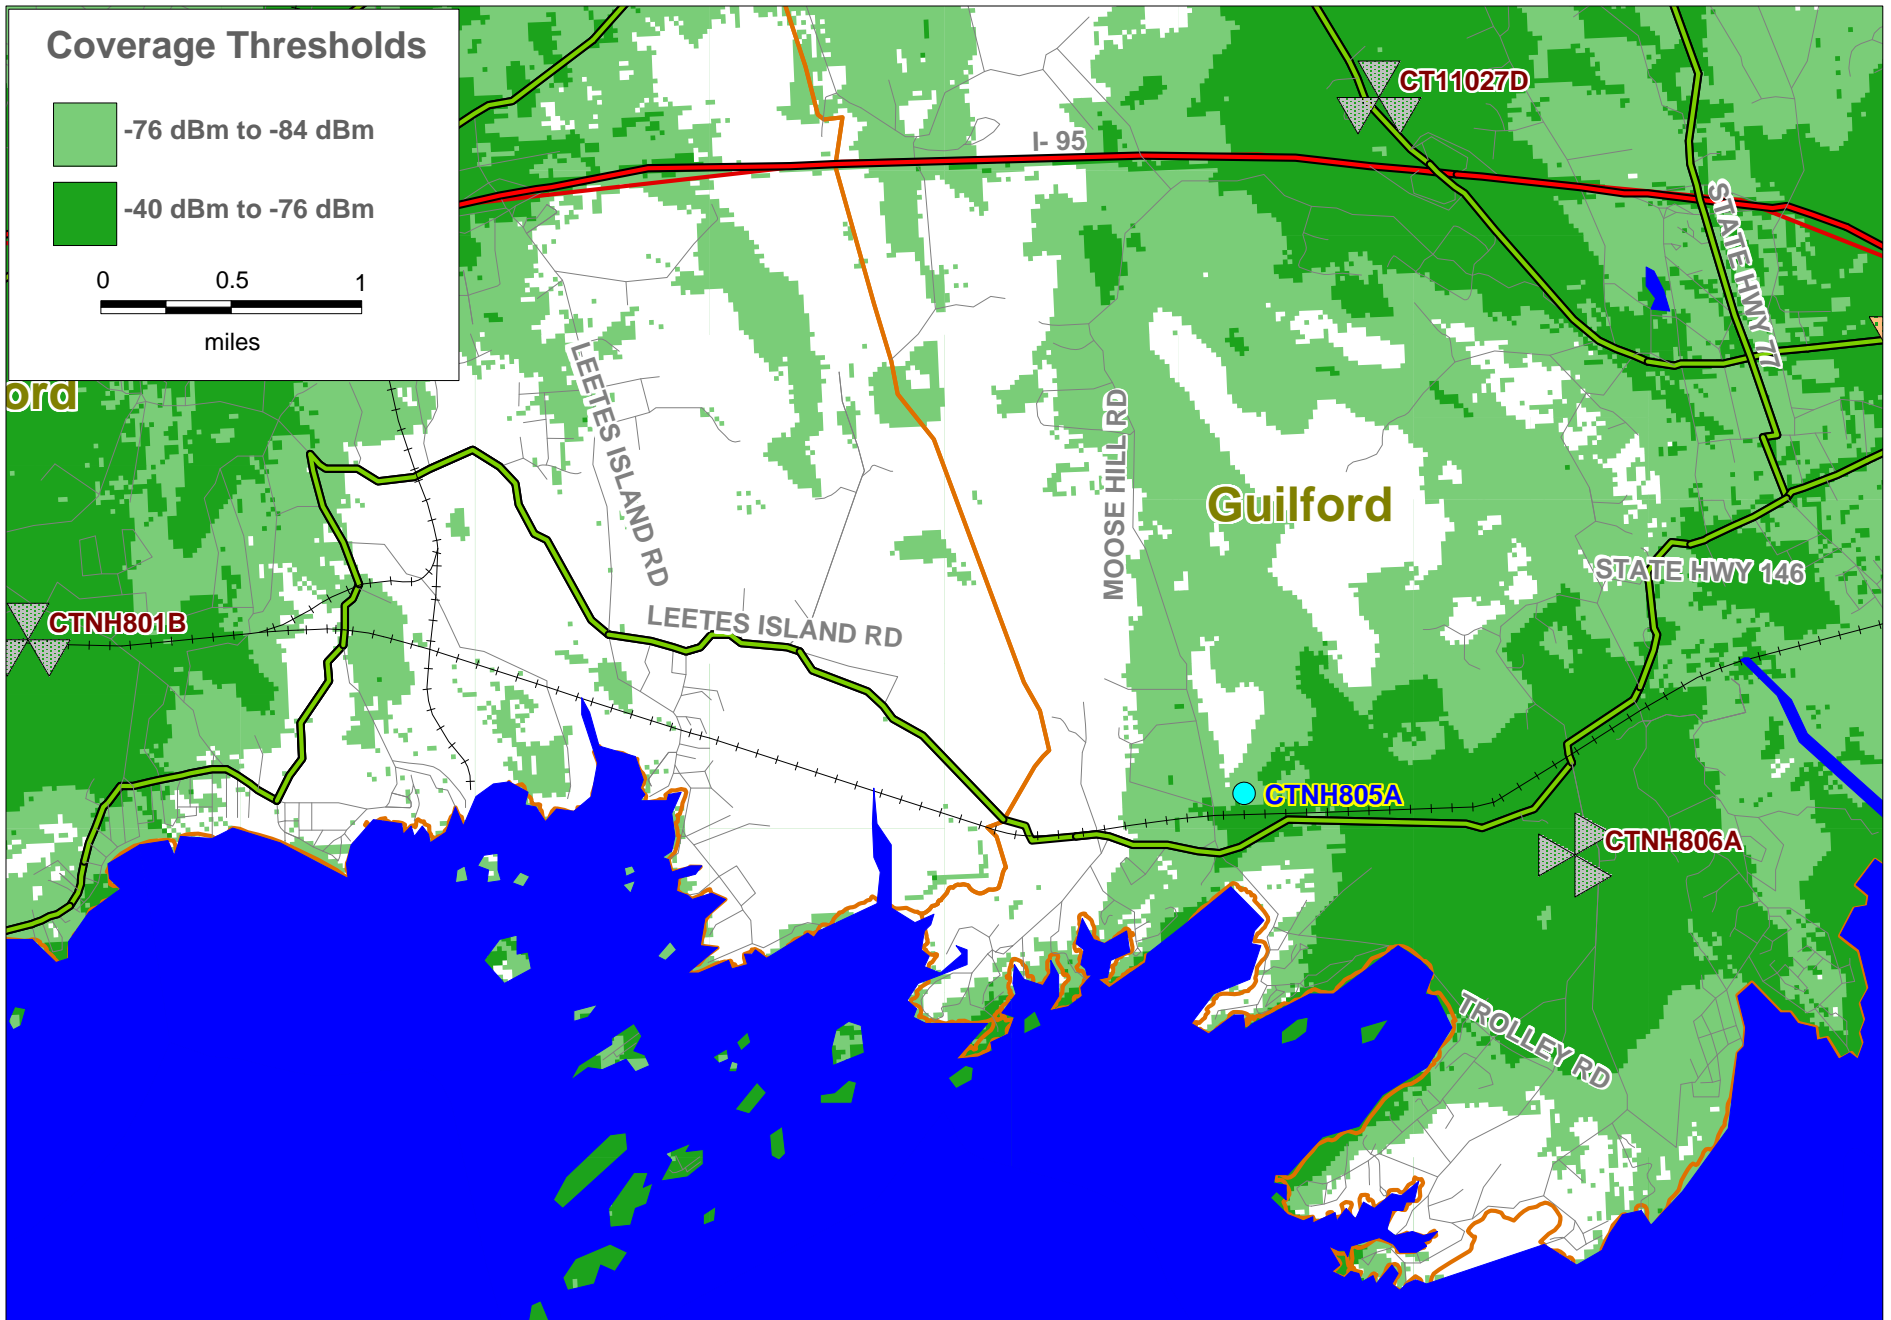 Coverage Thresholds
-76 dBm to -84 dBm
-40 dBm to -76 dBm
0 0.5 1
miles
CT11027D
I- 95
STATE HWY 77
ord
LEETES ISLAND RD
MOOSE HILL RD
Guilford
STATE HWY 146
CTNH801B
LEETES ISLAND RD
CTNH805A
CTNH806A
TROLLEY RD